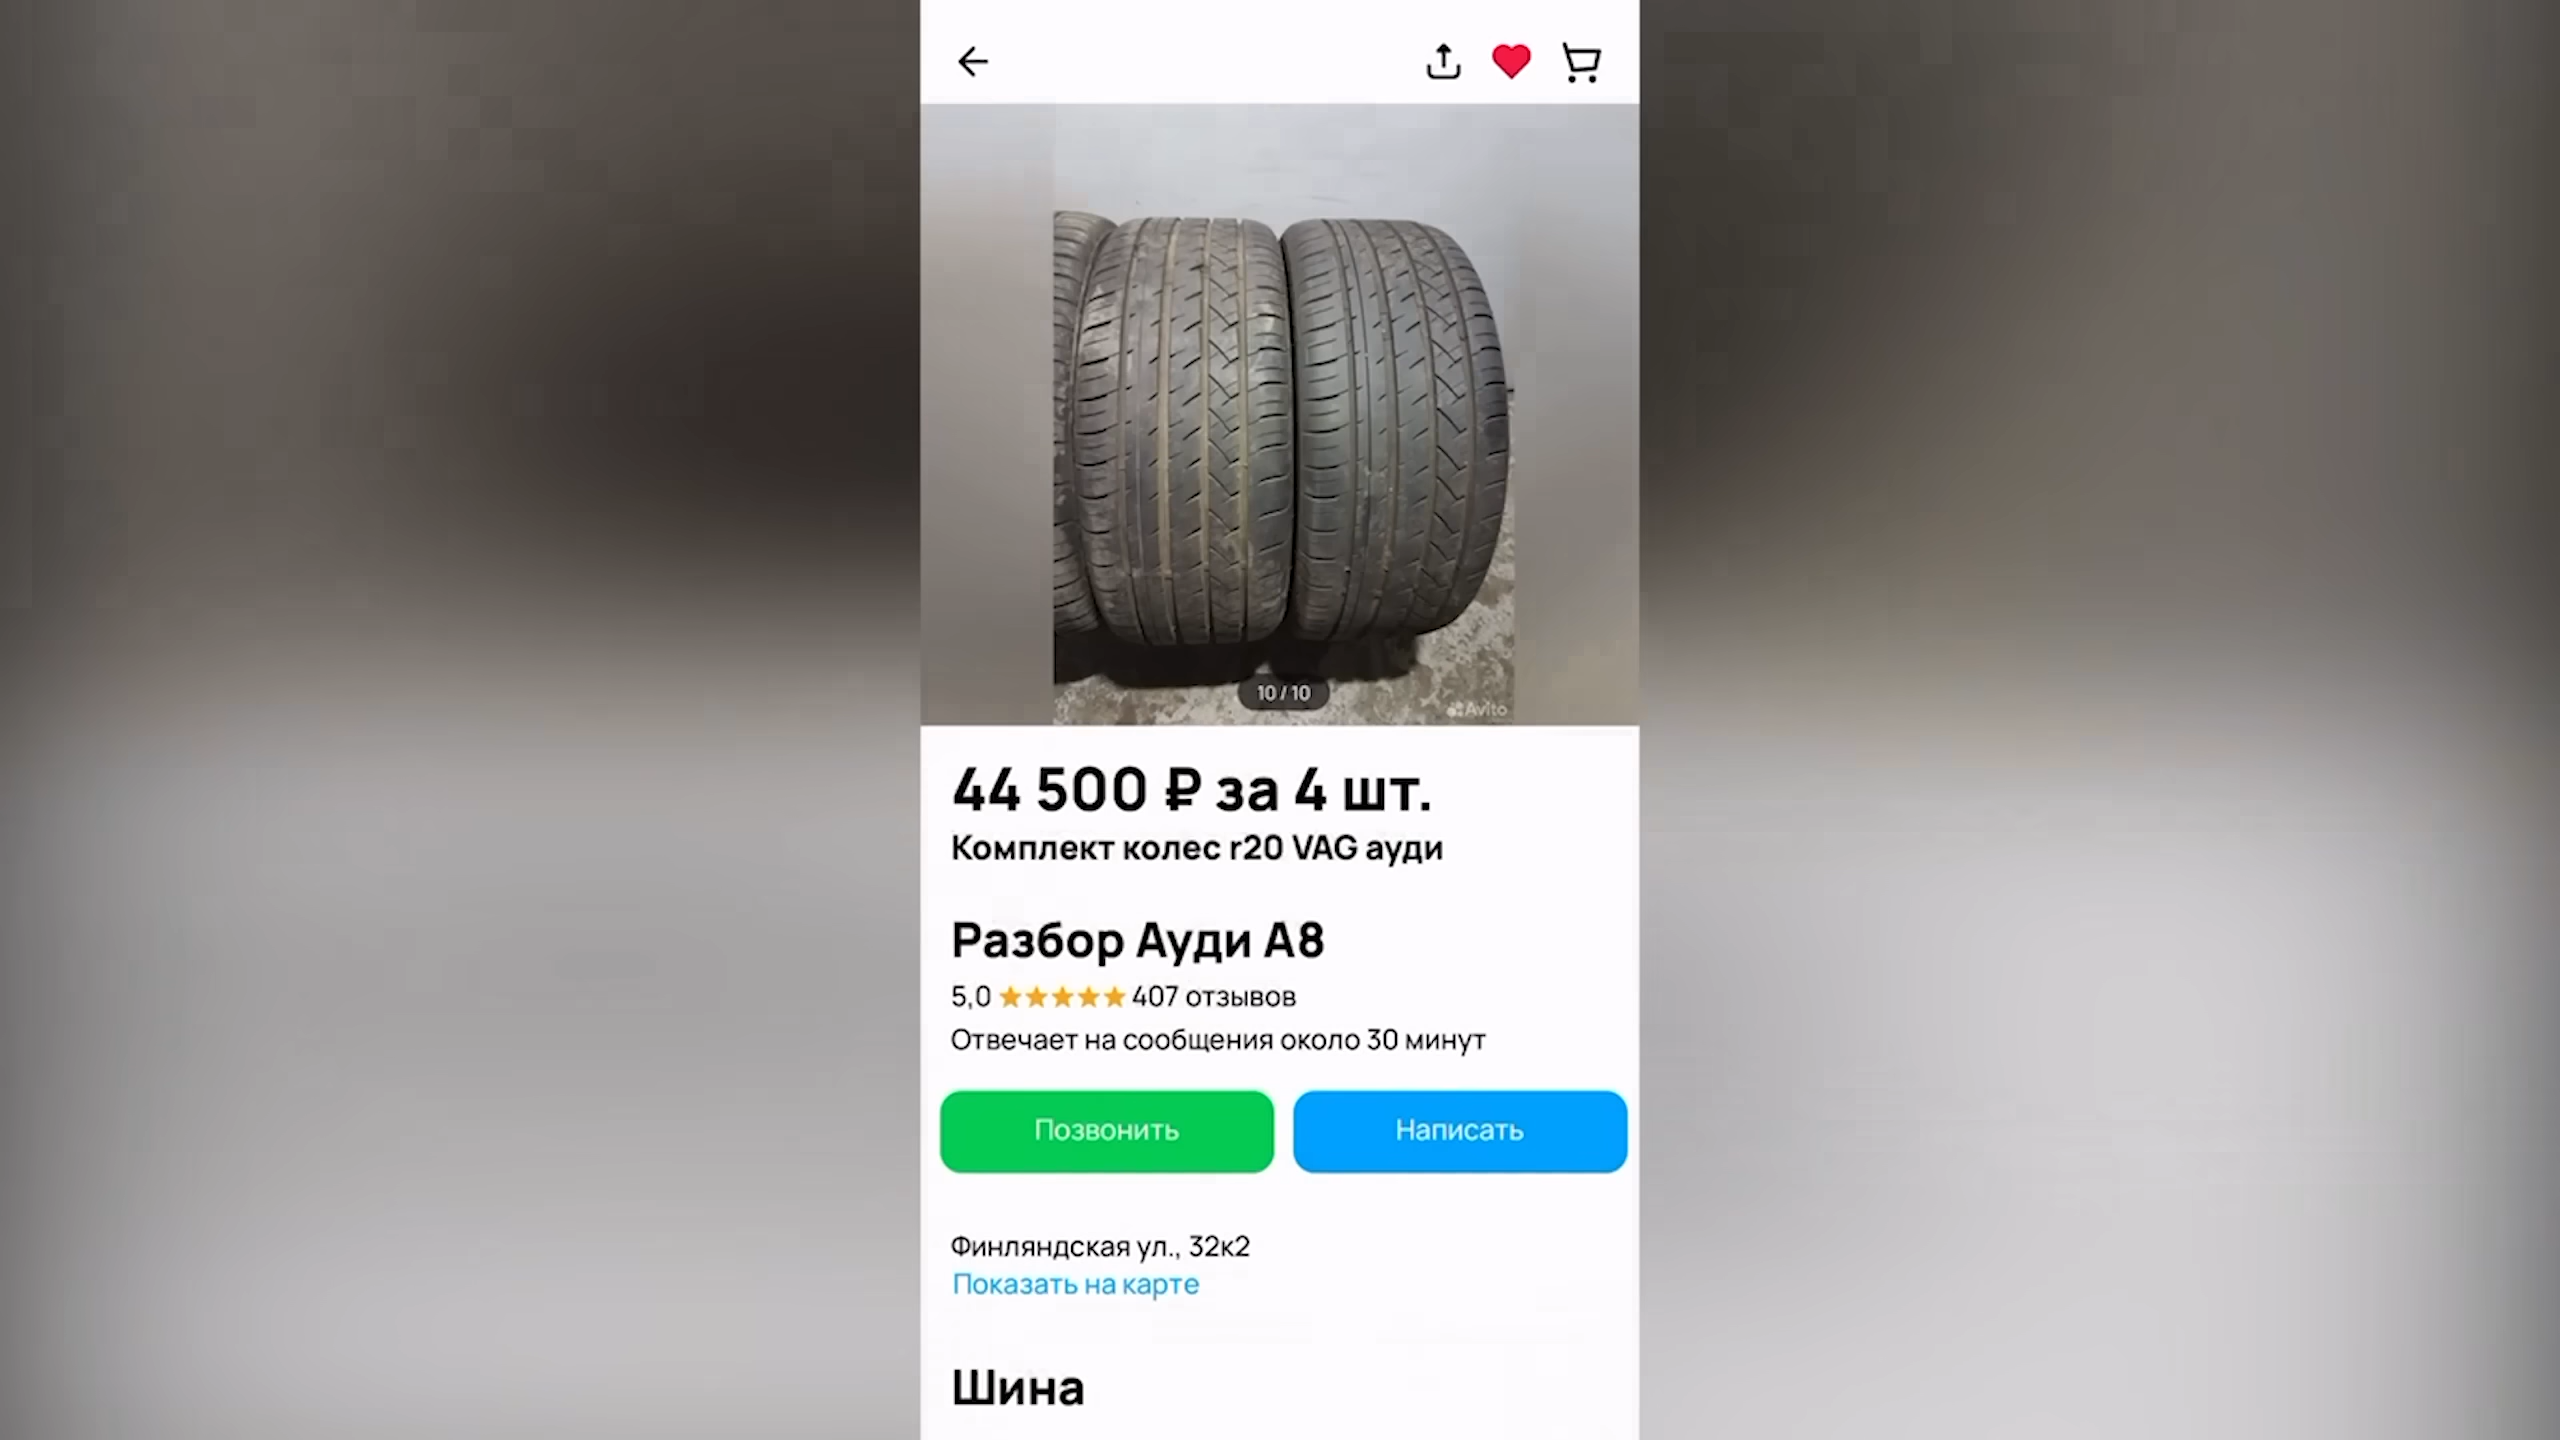 10 / 10
Avito
44 500 ₽ за 4 шт.
Комплект колес r20 VAG ауди
Разбор Ауди А8
5,0 407 отзывов
Отвечает на сообщения около 30 минут
Позвонить
Написать
Финляндская ул., 32к2
Показать на карте
Шина